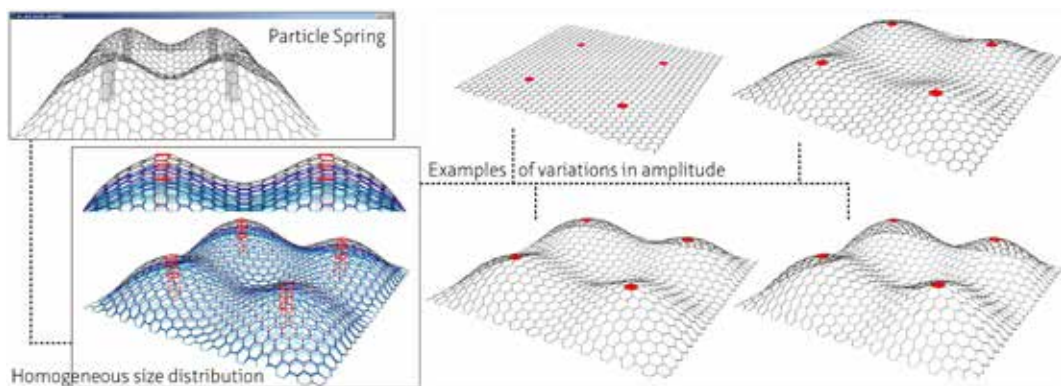 Particle Spring
Examples of variations in amplitude
Homogeneous size distribution